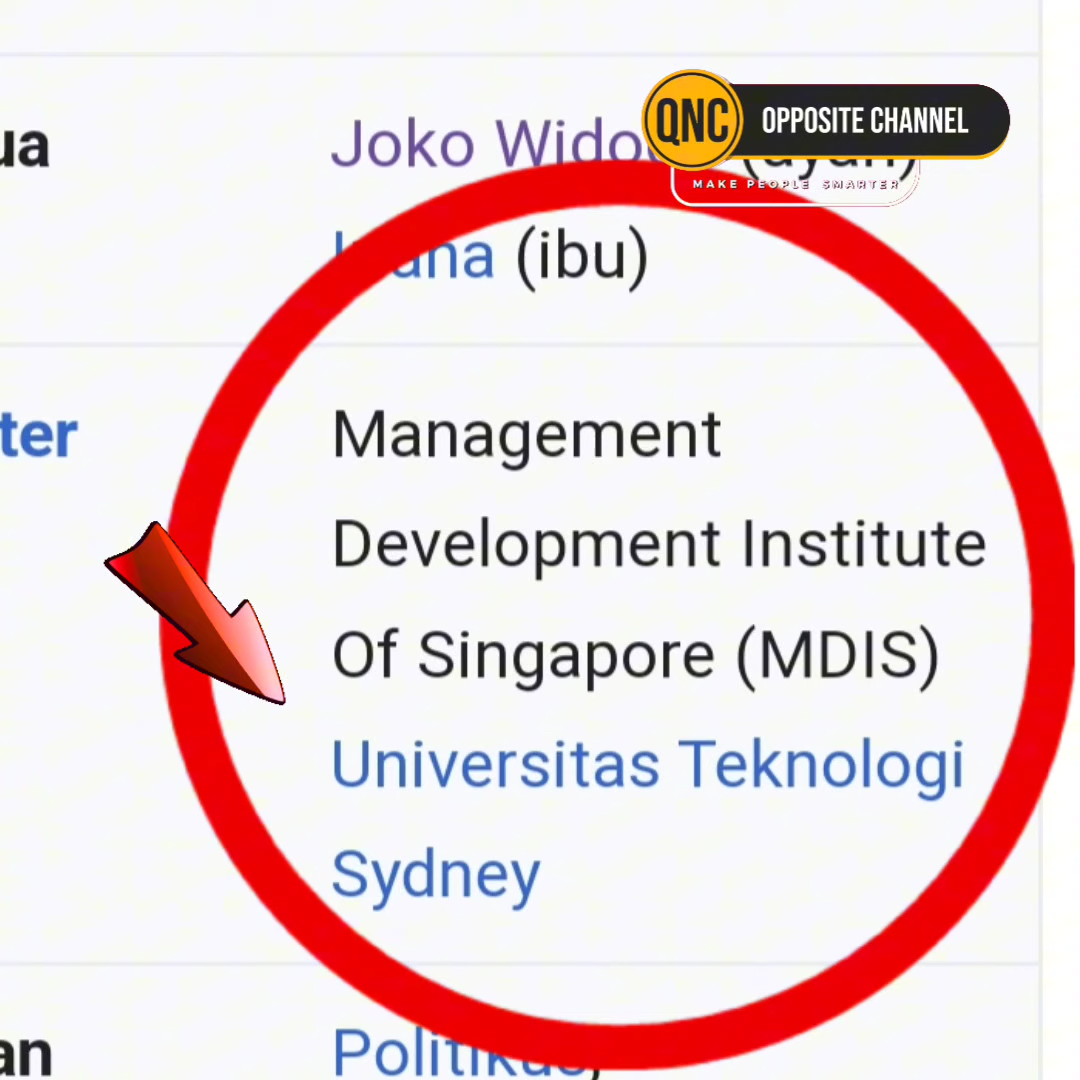 QNC OPPOSITE CHANNEL
MAKE PEOPLE SMARTER
ua Joko
(ibu)
ter Management
Development Institute
Of Singapore (MDIS)
Universitas Teknologi
Sydney
an Politikus,